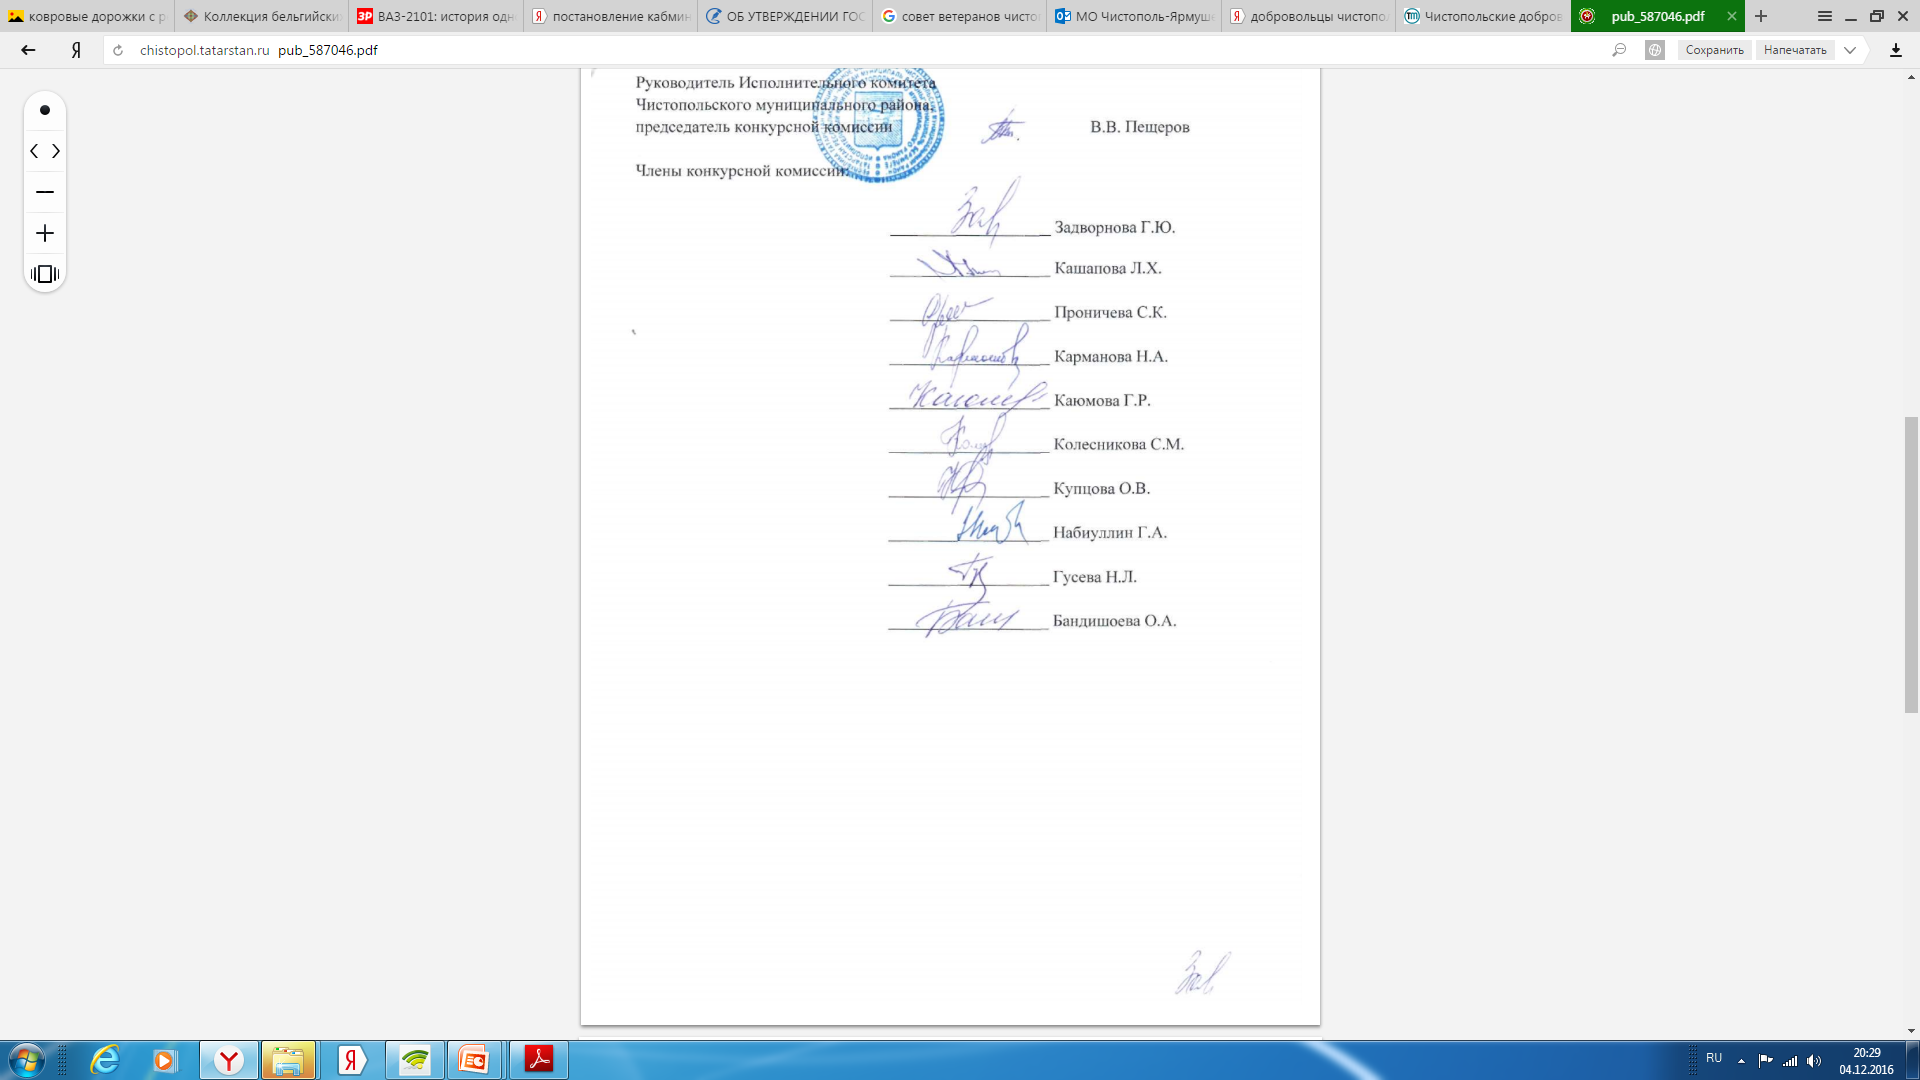 ковровые дорожки с р
Коллекция бельгийски
ВАЗ-2101: история одн
постановление кабмин
ОБ УТВЕРЖДЕНИИ ГОС
совет ветеранов чисто
МО Чистополь-Ярмуш
добровольцы чистопол
Чистопольские добров
pub_587046.pdf
chistopol.tatarstan.ru pub_587046.pdf
Сохранить
Напечатать
Руководитель Исполнительного комитета
Чистопольского муниципального района,
председатель конкурсной комиссии В.В. Пещеров
Члены конкурсной комиссии:
Задворнова Г.Ю.
Кашапова Л.Х.
Проничева С.К.
Карманова Н.А.
Каюмова Г.Р.
Колесникова С.М.
Купцова О.В.
Набиуллин Г.А.
Гусева Н.Л.
Бандишоева О.А.
RU
20:29
04.12.2016